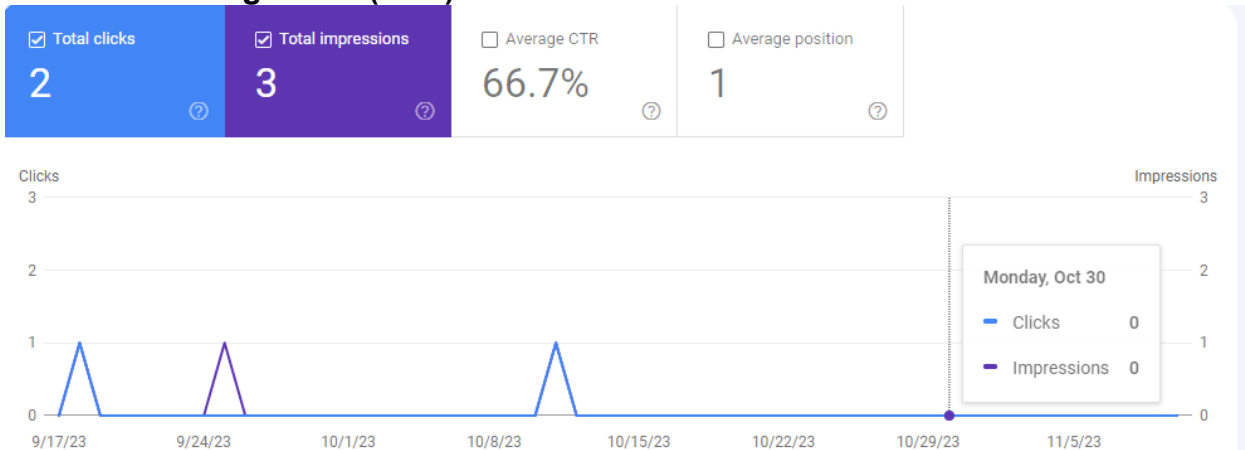 Total clicks
2
Total impressions
3
Average CTR
66.7%
Average position
1
Clicks
Impressions
3
3
2
2
1
1
0
0
Monday, Oct 30
Clicks 0
Impressions 0
9/17/23 9/24/23 10/1/23 10/8/23 10/15/23 10/22/23 10/29/23 11/5/23